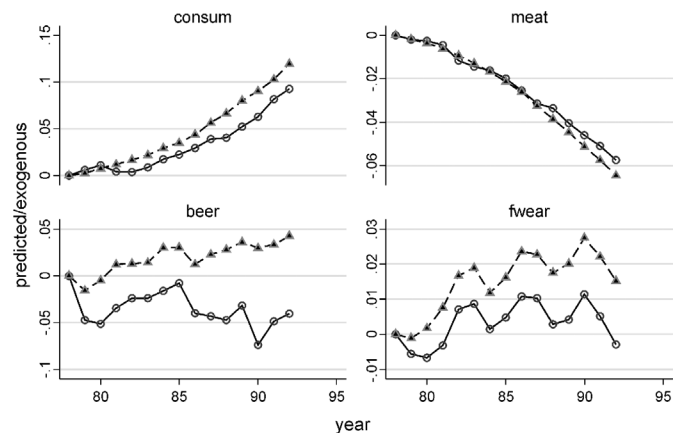 consum
meat
.15
.1
.05
0
0
-.02
-.04
-.06
predicted/exogenous
beer
fwear
.05
0
-.05
-.1
.03
.02
.01
0
-.01
80 85 90 95
80 85 90 95
year